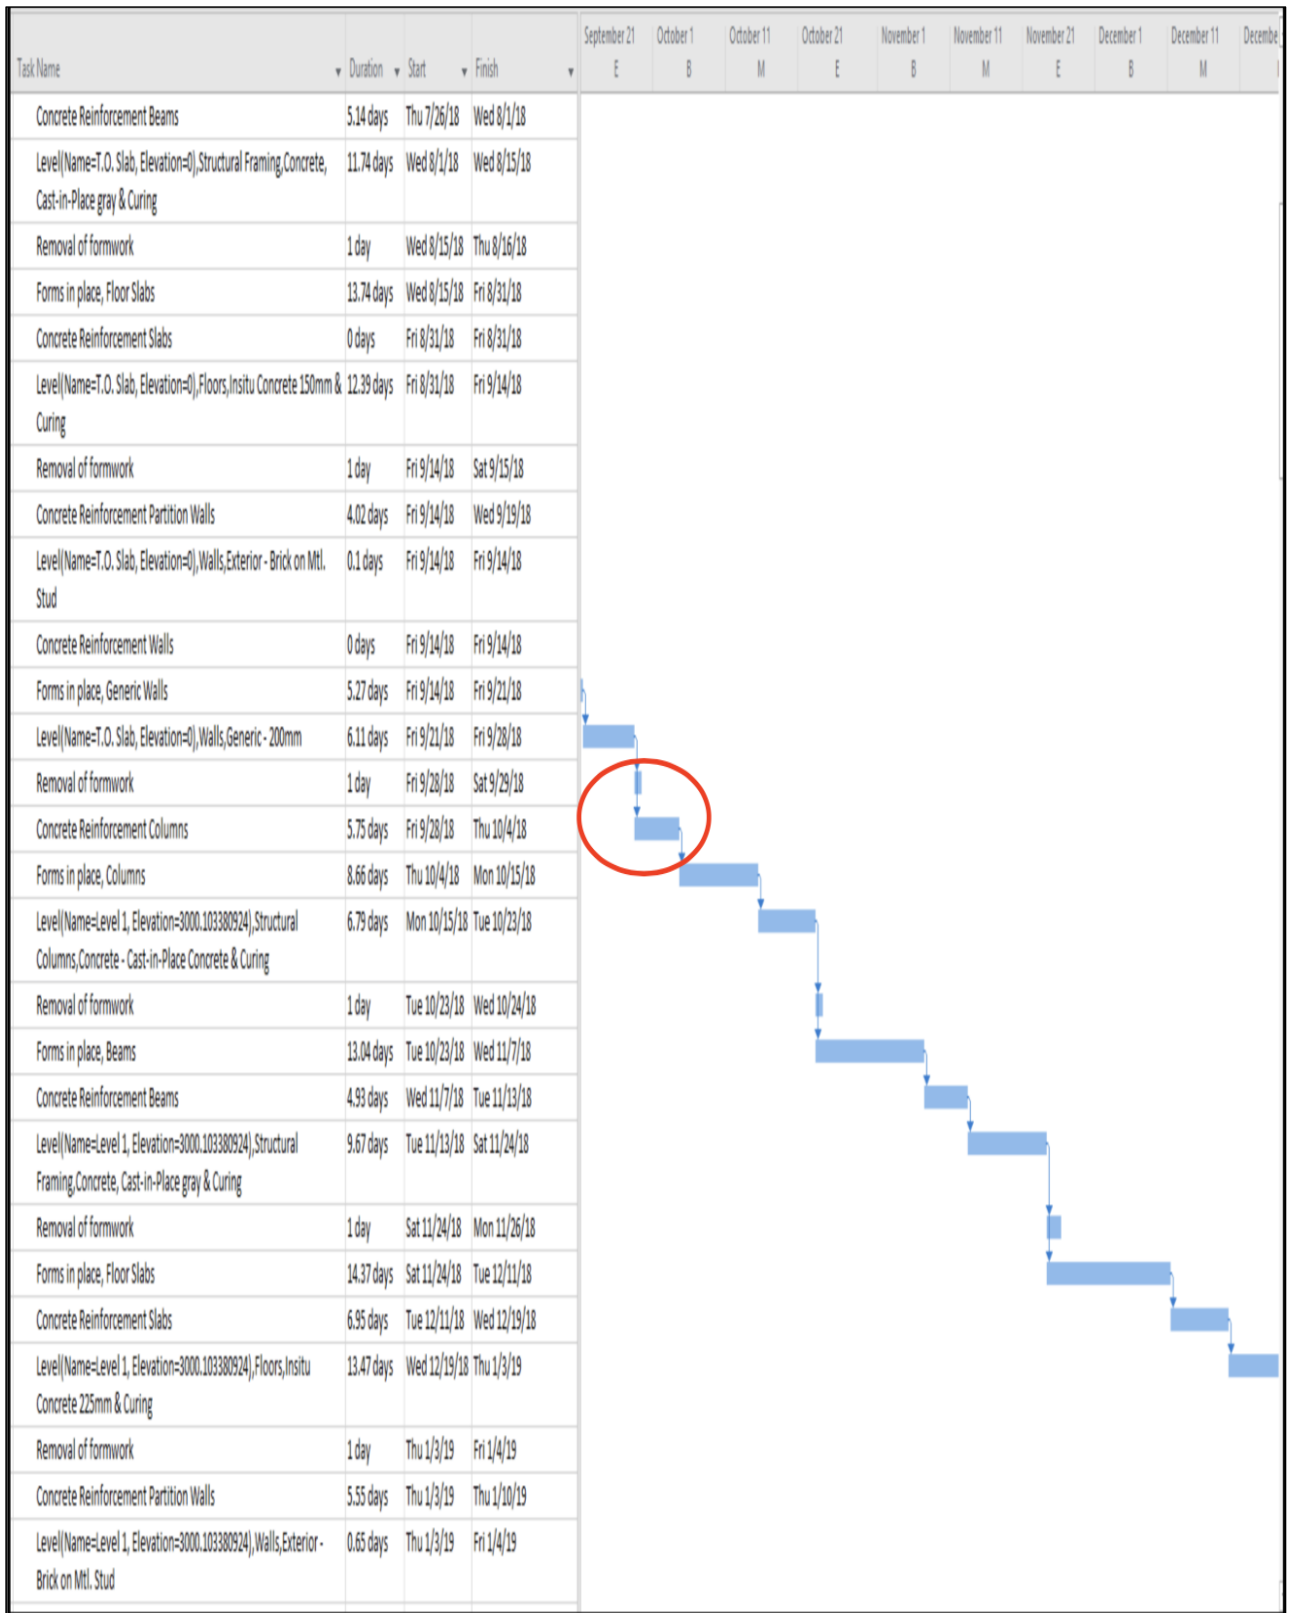 September 21 October 1 October 11 October 21 November 1 November 11 November 21 December 1 December 11 Decembe
Task Name Duration Start Finish E B M E B M E B M
Concrete Reinforcement Beams 5.14 days Thu 7/26/18 Wed 8/1/18
Level(Name=T.O. Slab, Elevation=0),Structural Framing,Concrete, 11.74 days Wed 8/1/18 Wed 8/15/18
Cast-in-Place gray & Curing
Removal of formwork 1 day Wed 8/15/18 Thu 8/16/18
Forms in place, Floor Slabs 13.74 days Wed 8/15/18 Fri 8/31/18
Concrete Reinforcement Slabs 0 days Fri 8/31/18 Fri 8/31/18
Level(Name=T.O. Slab, Elevation=0),Floors,Insitu Concrete 150mm & 12.39 days Fri 8/31/18 Fri 9/14/18
Curing
Removal of formwork 1 day Fri 9/14/18 Sat 9/15/18
Concrete Reinforcement Partition Walls 4.02 days Fri 9/14/18 Wed 9/19/18
Level(Name=T.O. Slab, Elevation=0),Walls,Exterior - Brick on Mtl. 0.1 days Fri 9/14/18 Fri 9/14/18
Stud
Concrete Reinforcement Walls 0 days Fri 9/14/18 Fri 9/14/18
Forms in place, Generic Walls 5.27 days Fri 9/14/18 Fri 9/21/18
Level(Name=T.O. Slab, Elevation=0),Walls,Generic - 200mm 6.11 days Fri 9/21/18 Fri 9/28/18
Removal of formwork 1 day Fri 9/28/18 Sat 9/29/18
Concrete Reinforcement Columns 5.75 days Fri 9/28/18 Thu 10/4/18
Forms in place, Columns 8.66 days Thu 10/4/18 Mon 10/15/18
Level(Name=Level 1, Elevation=3000.103380924),Structural 6.79 days Mon 10/15/18 Tue 10/23/18
Columns,Concrete - Cast-in-Place Concrete & Curing
Removal of formwork 1 day Tue 10/23/18 Wed 10/24/18
Forms in place, Beams 13.04 days Tue 10/23/18 Wed 11/7/18
Concrete Reinforcement Beams 4.93 days Wed 11/7/18 Tue 11/13/18
Level(Name=Level 1, Elevation=3000.103380924),Structural 9.67 days Tue 11/13/18 Sat 11/24/18
Framing,Concrete, Cast-in-Place gray & Curing
Removal of formwork 1 day Sat 11/24/18 Mon 11/26/18
Forms in place, Floor Slabs 14.37 days Sat 11/24/18 Tue 12/11/18
Concrete Reinforcement Slabs 6.95 days Tue 12/11/18 Wed 12/19/18
Level(Name=Level 1, Elevation=3000.103380924),Floors,Insitu 13.47 days Wed 12/19/18 Thu 1/3/19
Concrete 225mm & Curing
Removal of formwork 1 day Thu 1/3/19 Fri 1/4/19
Concrete Reinforcement Partition Walls 5.55 days Thu 1/3/19 Thu 1/10/19
Level(Name=Level 1, Elevation=3000.103380924),Walls,Exterior - 0.65 days Thu 1/3/19 Fri 1/4/19
Brick on Mtl. Stud